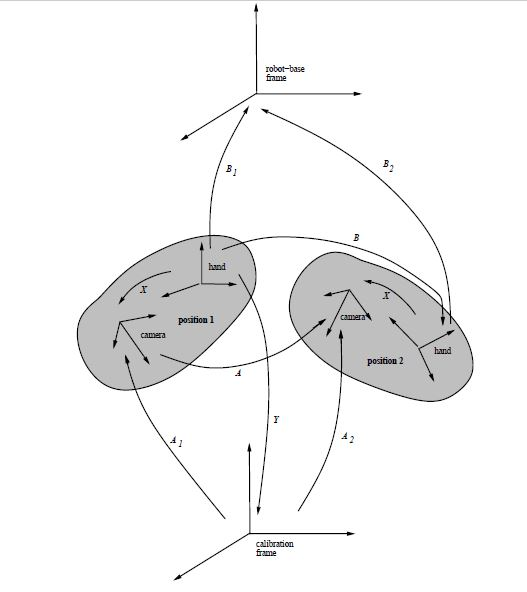 robot-base
frame
B1
B2
B
hand
X
position 1
camera
X
camera
position 2
hand
A
Y
A1
A2
calibration
frame